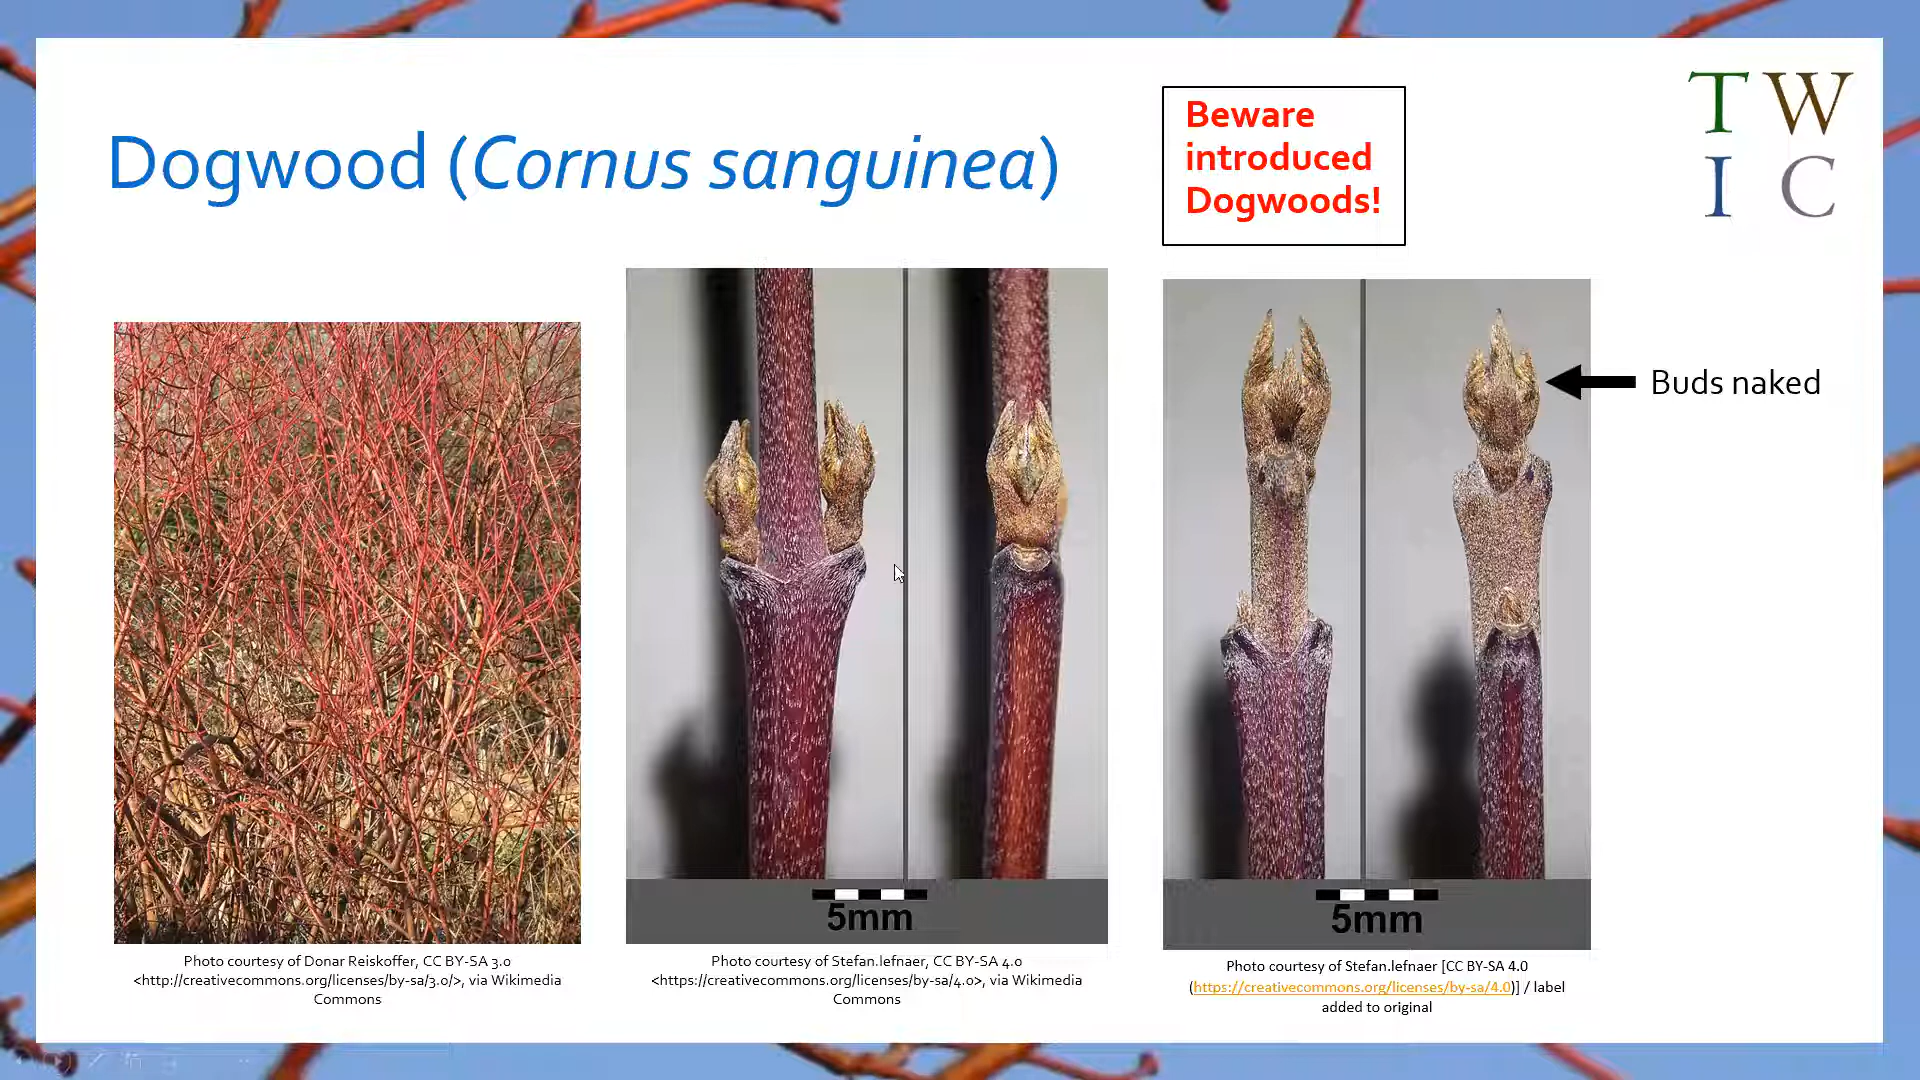 Dogwood (Cornus sanguinea)
Beware
introduced
Dogwoods!
T W
I C
Buds naked
5mm
5mm
Photo courtesy of Donar Reiskoffer, CC BY-SA 3.0
<http://creativecommons.org/licenses/by-sa/3.0/>, via Wikimedia
Commons
Photo courtesy of Stefan.lefnaer, CC BY-SA 4.0
<https://creativecommons.org/licenses/by-sa/4.0>, via Wikimedia
Commons
Photo courtesy of Stefan.lefnaer [CC BY-SA 4.0
(https://creativecommons.org/licenses/by-sa/4.0)] / label
added to original